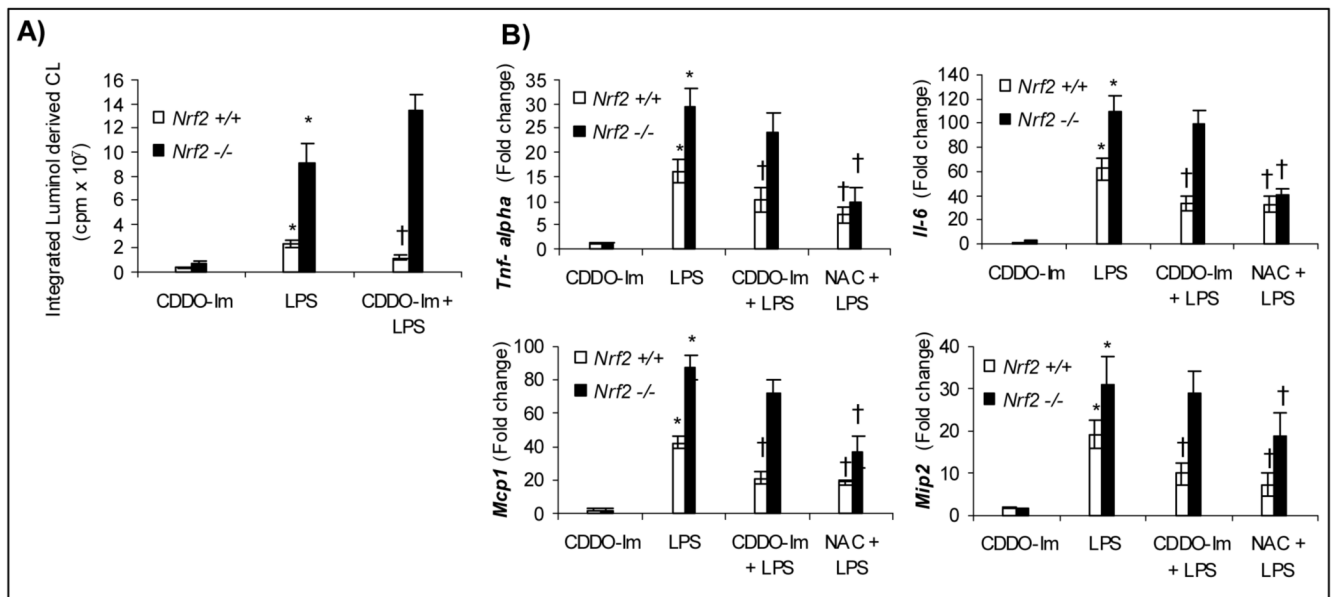 A)
Integrated Luminol derived CL
(cpm x 10⁷)
16
14
12
10
8
6
4
2
0
Nrf2 +/+
Nrf2 -/-
*
*
†
CDDO-Im
LPS
CDDO-Im +
LPS
B)
Tnf- alpha (Fold change)
35
30
25
20
15
10
5
0
Nrf2 +/+
Nrf2 -/-
*
*
†
†
†
CDDO-Im
LPS
CDDO-Im
+ LPS
NAC +
LPS
Il-6 (Fold change)
140
120
100
80
60
40
20
0
Nrf2 +/+
Nrf2 -/-
*
*
†
†
†
CDDO-Im
LPS
CDDO-Im
+ LPS
NAC +
LPS
Mcp1 (Fold change)
100
80
60
40
20
0
Nrf2 +/+
Nrf2 -/-
*
*
†
†
†
CDDO-Im
LPS
CDDO-Im
+ LPS
NAC +
LPS
Mip2 (Fold change)
40
30
20
10
0
Nrf2 +/+
Nrf2 -/-
*
*
†
†
†
CDDO-Im
LPS
CDDO-Im
+ LPS
NAC +
LPS